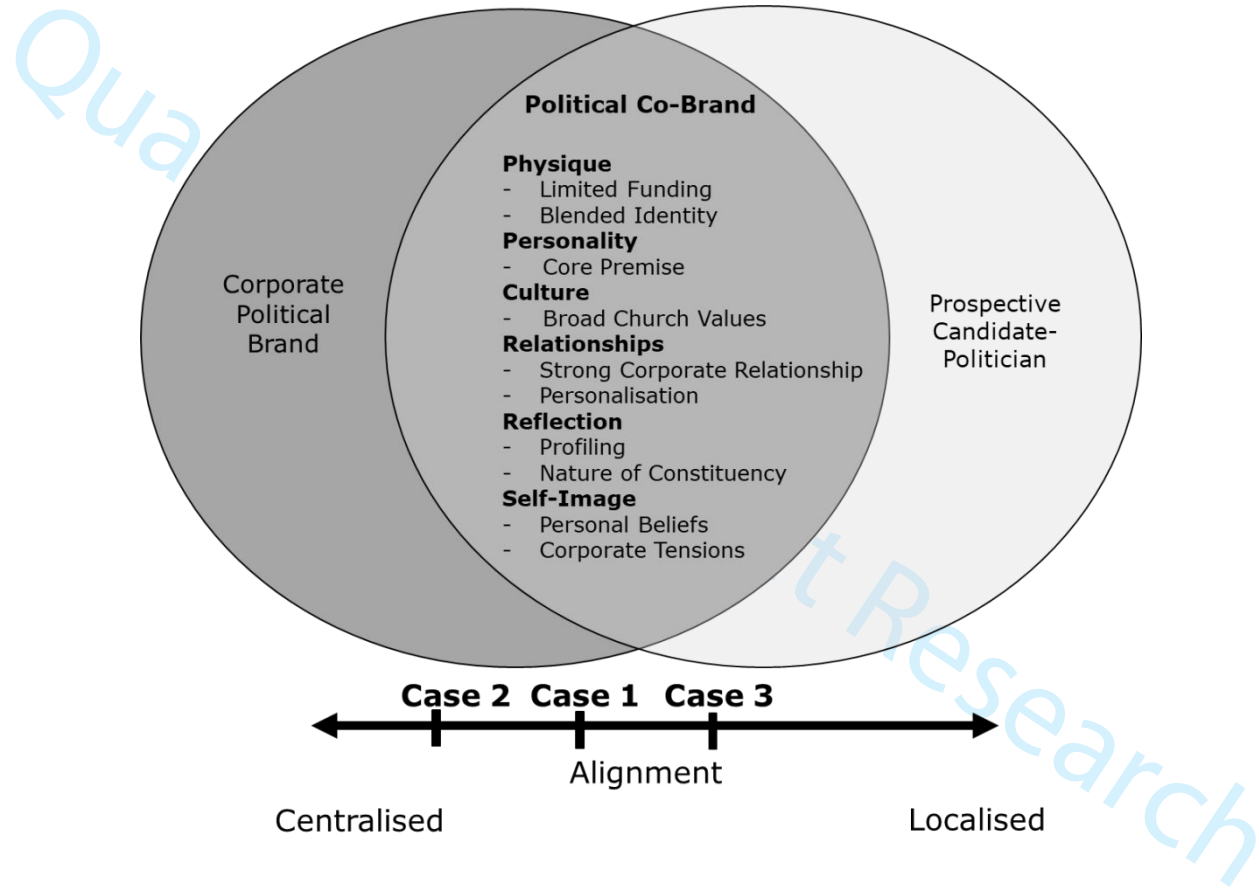 Qua
Political Co-Brand
Physique
- Limited Funding
- Blended Identity
Personality
- Core Premise
Culture
- Broad Church Values
Relationships
- Strong Corporate Relationship
- Personalisation
Reflection
- Profiling
- Nature of Constituency
Self-Image
- Personal Beliefs
- Corporate Tensions
Corporate
Political
Brand
Prospective
Candidate-
Politician
t Research
Case 2 Case 1 Case 3
Alignment
Centralised Localised